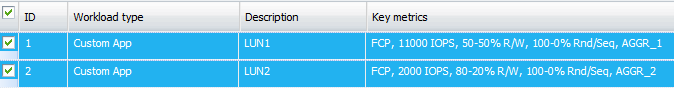 ID Workload type Description Key metrics
1 Custom App LUN1 FCP, 11000 IOPS, 50-50% R/W, 100-0% Rnd/Seq, AGGR_1
2 Custom App LUN2 FCP, 2000 IOPS, 80-20% R/W, 100-0% Rnd/Seq, AGGR_2